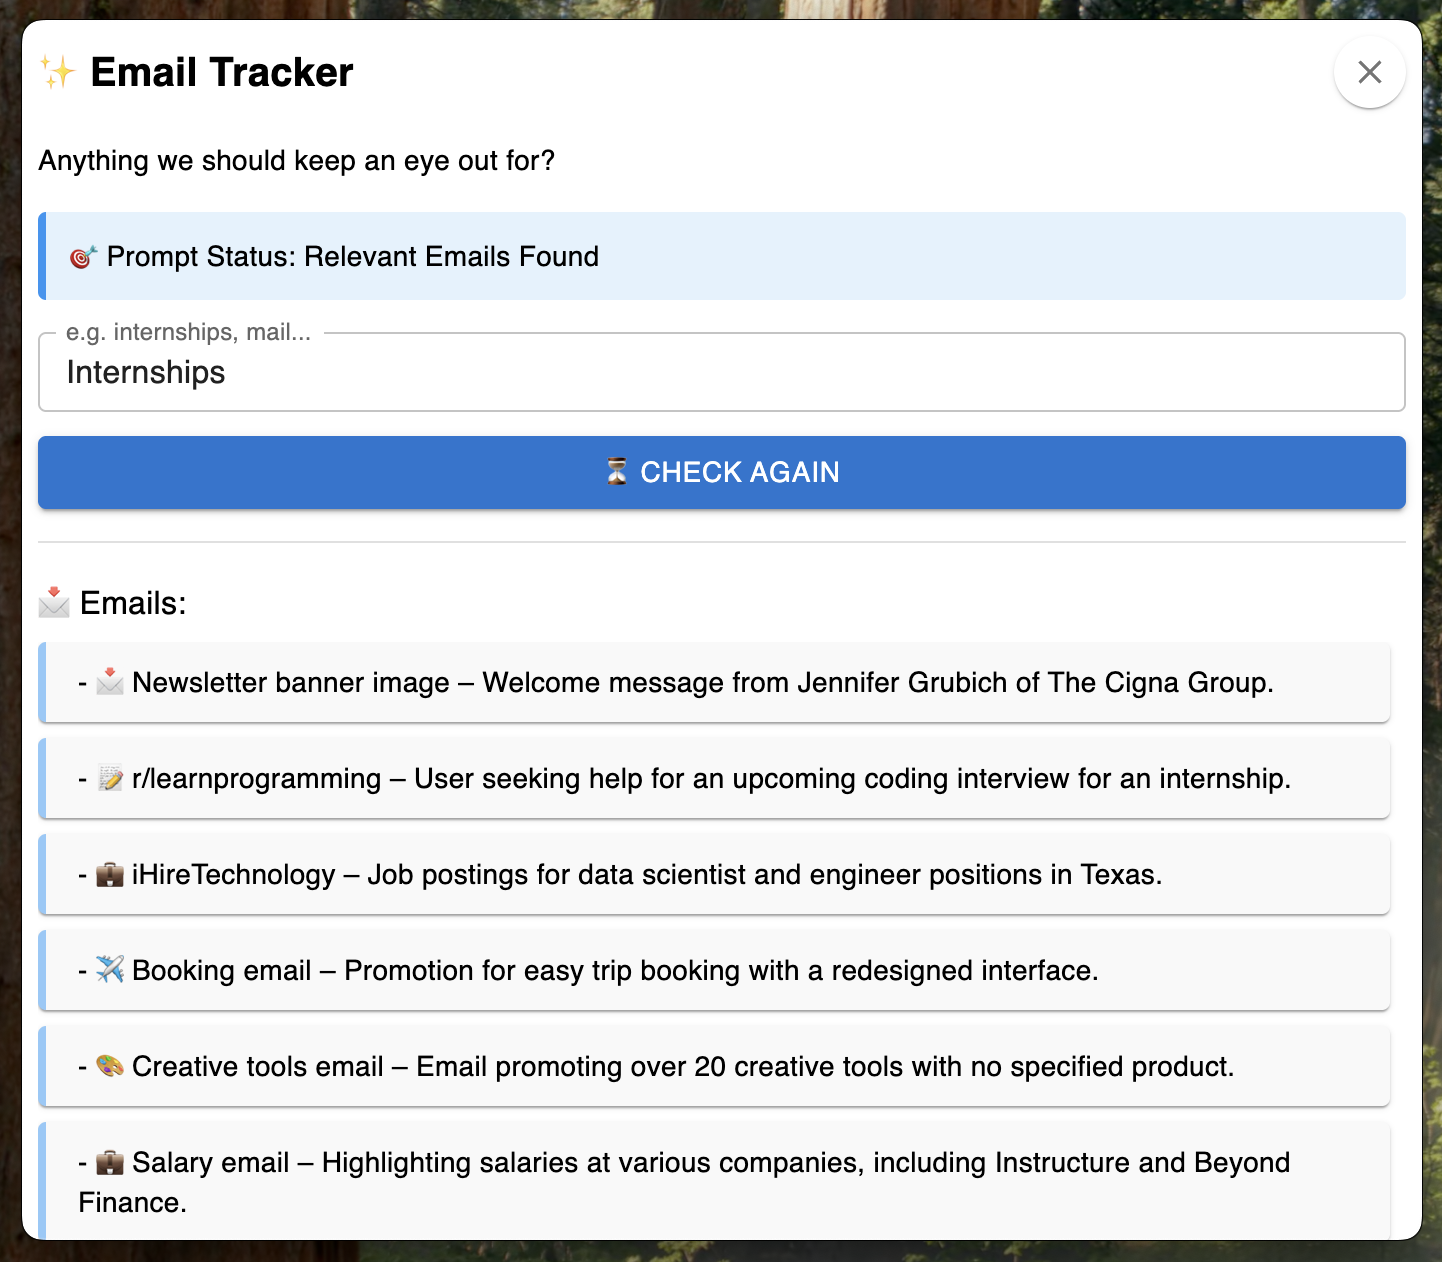 ✨ Email Tracker
Anything we should keep an eye out for?
🎯 Prompt Status: Relevant Emails Found
e.g. internships, mail...
Internships
⏳ CHECK AGAIN
📩 Emails:
- 📩 Newsletter banner image – Welcome message from Jennifer Grubich of The Cigna Group.
- 📝 r/learnprogramming – User seeking help for an upcoming coding interview for an internship.
- 💼 iHireTechnology – Job postings for data scientist and engineer positions in Texas.
- ✈️ Booking email – Promotion for easy trip booking with a redesigned interface.
- 🎨 Creative tools email – Email promoting over 20 creative tools with no specified product.
- 💼 Salary email – Highlighting salaries at various companies, including Instructure and Beyond
Finance.